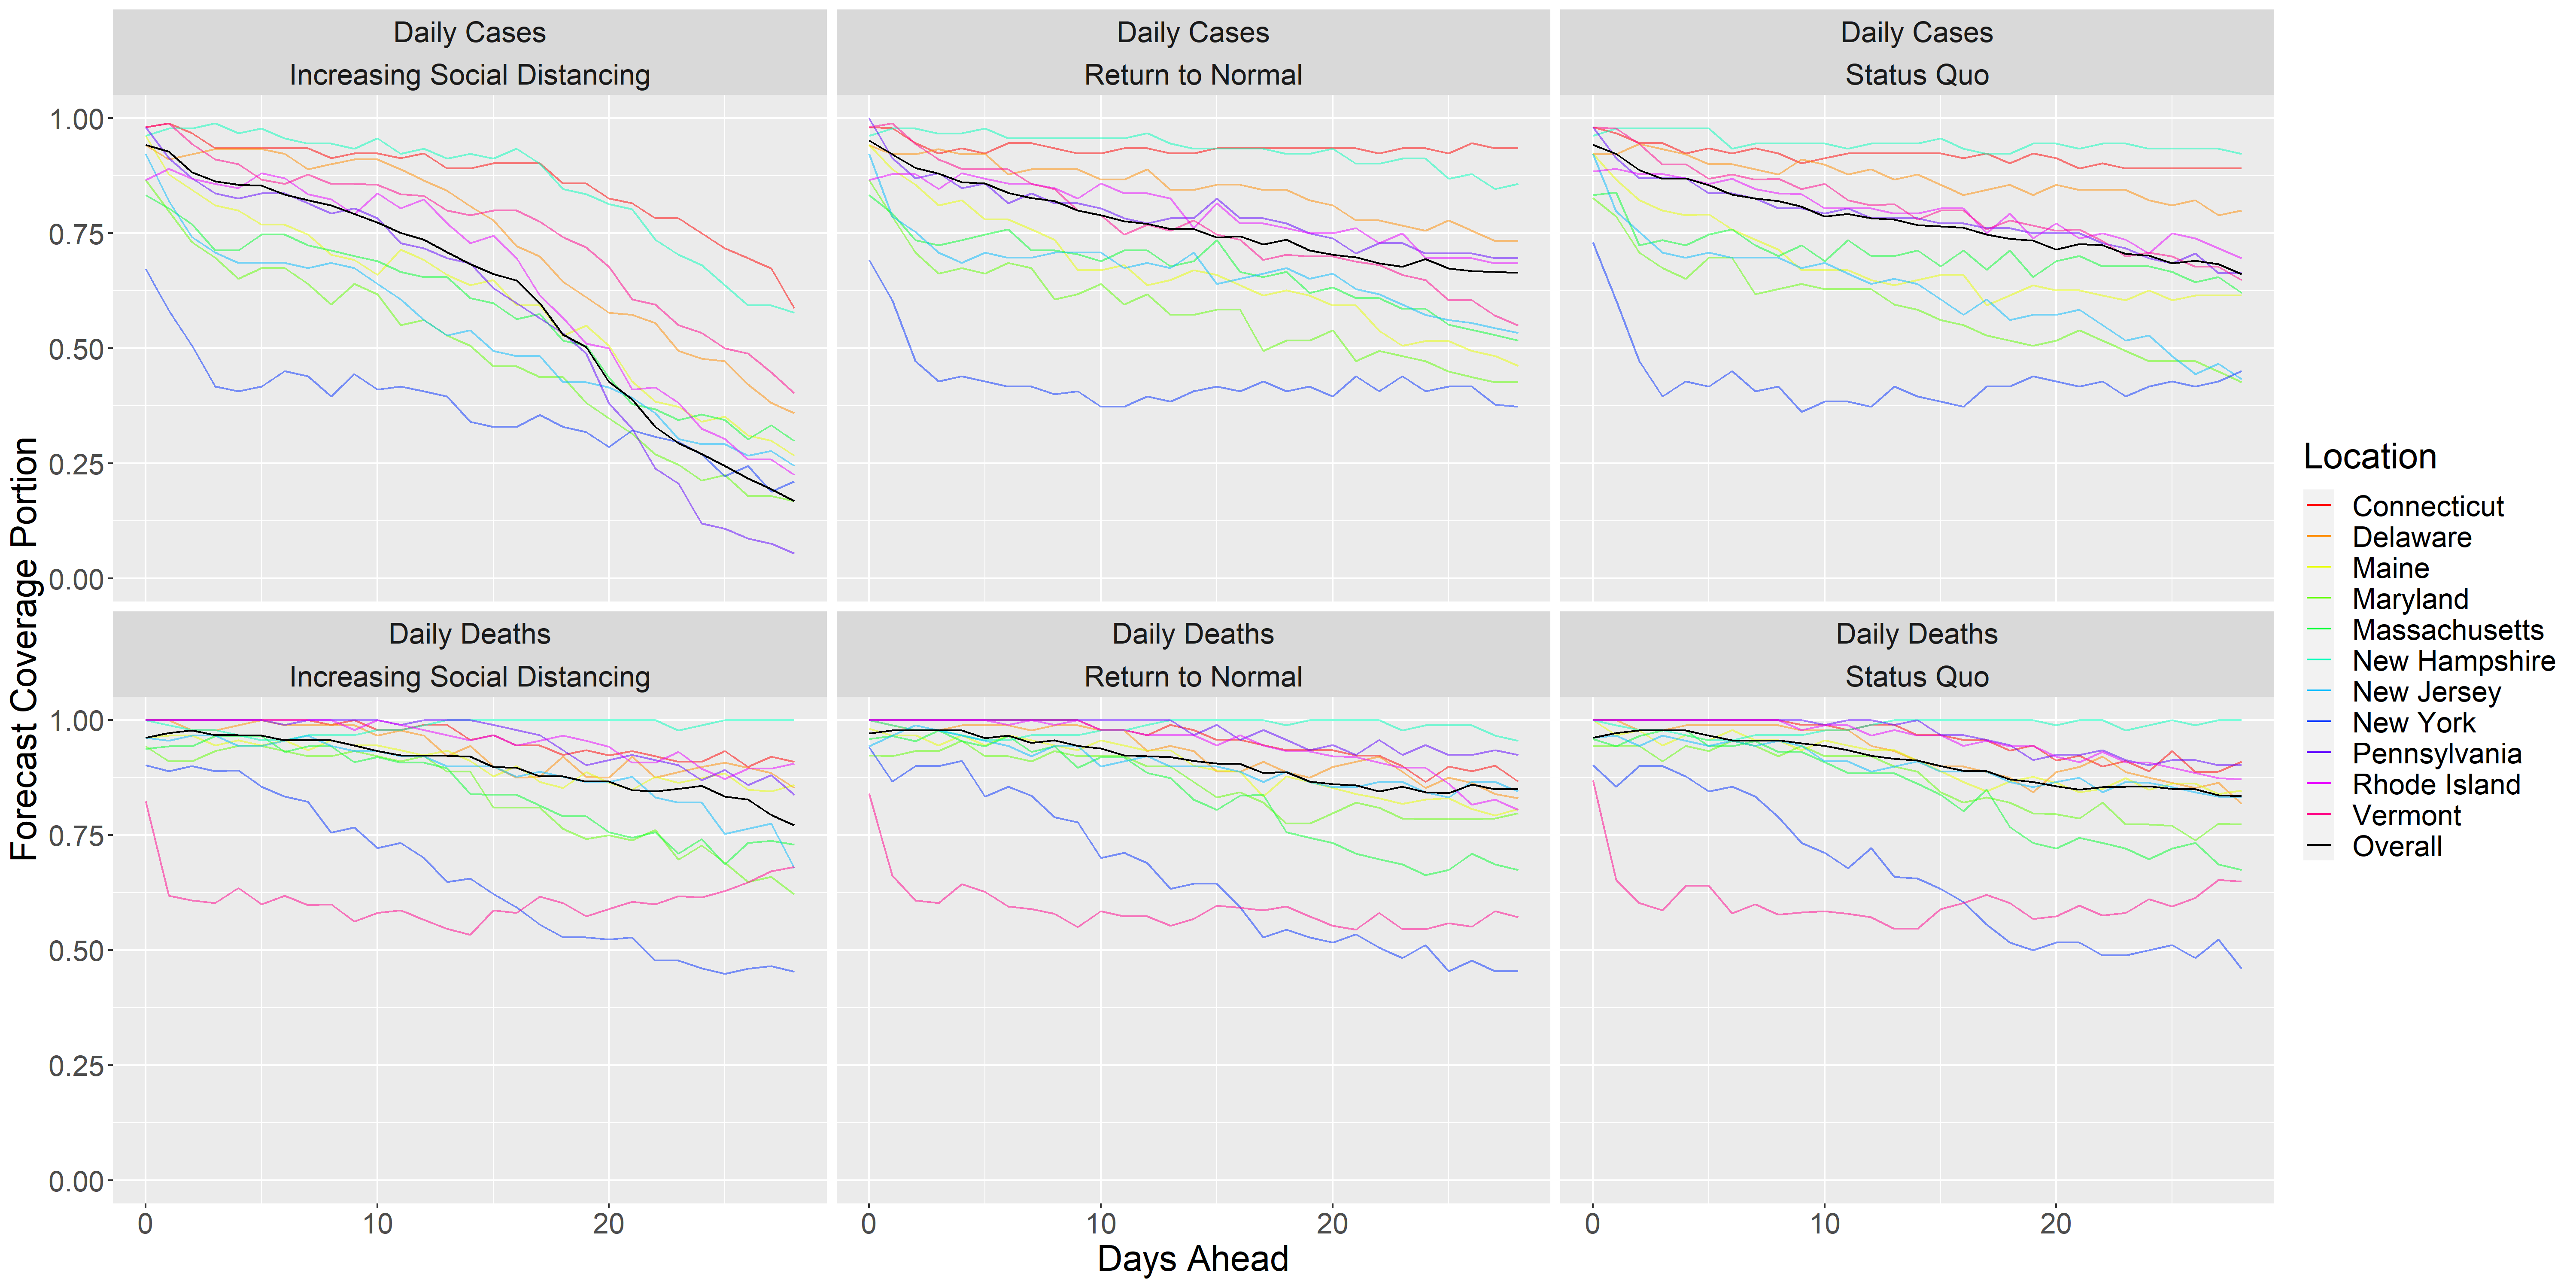 Daily Cases
Increasing Social Distancing
Daily Cases
Return to Normal
Daily Cases
Status Quo
1.00
0.75
0.50
0.25
0.00
Daily Deaths
Increasing Social Distancing
Daily Deaths
Return to Normal
Daily Deaths
Status Quo
1.00
0.75
0.50
0.25
0.00
0 10 20
0 10 20
0 10 20
Days Ahead
Forecast Coverage Portion
Location
Connecticut
Delaware
Maine
Maryland
Massachusetts
New Hampshire
New Jersey
New York
Pennsylvania
Rhode Island
Vermont
Overall